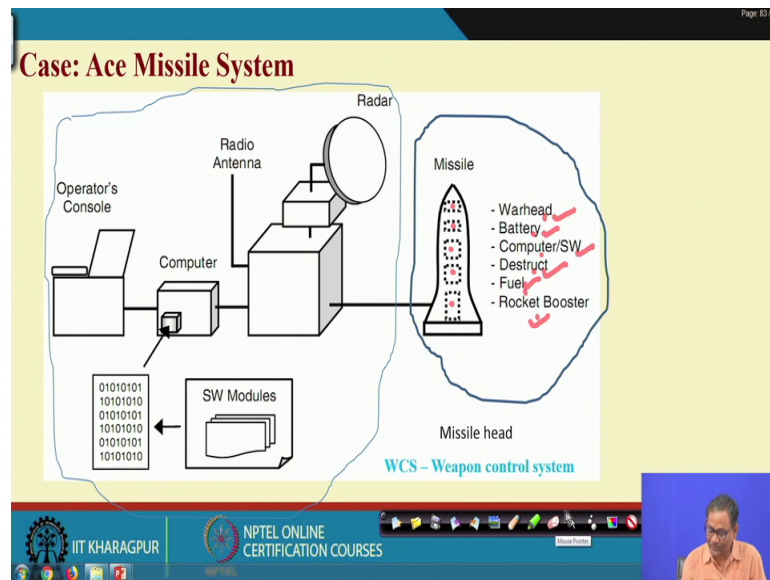 Page: 83 /
Case: Ace Missile System
Radar
Radio
Antenna
Missile
Operator's
Console
- Warhead
- Battery
- Computer/SW
- Destruct
- Fuel
- Rocket Booster
Computer
01010101
10101010
01010101
10101010
01010101
10101010
SW Modules
Missile head
WCS – Weapon control system
IIT KHARAGPUR
NPTEL ONLINE
CERTIFICATION COURSES
Mouse Pointer